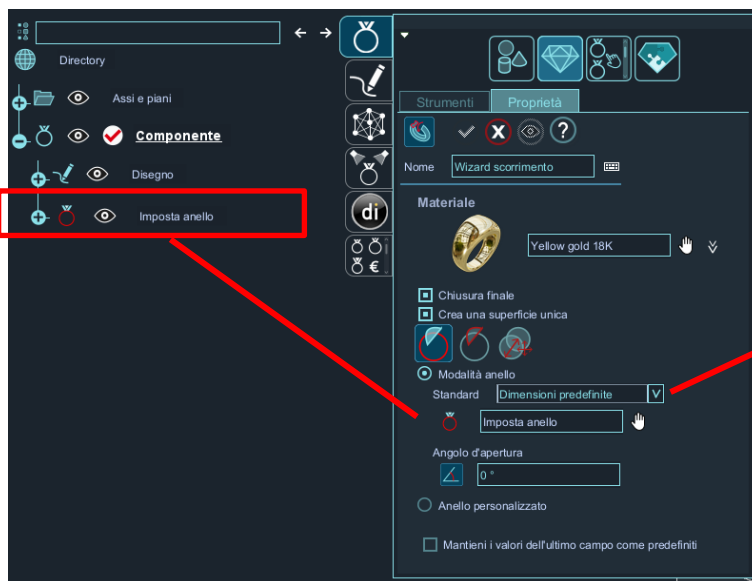 Directory
Assi e piani
Componente
Disegno
Imposta anello
di
€
Strumenti Proprietà
X ?
Nome Wizard scorrimento
Materiale
Yellow gold 18K
Chiusura finale
Crea una superficie unica
Modalità anello
Standard Dimensioni predefinite
Imposta anello
Angolo d'apertura
0 °
Anello personalizzato
Mantieni i valori dell'ultimo campo come predefiniti